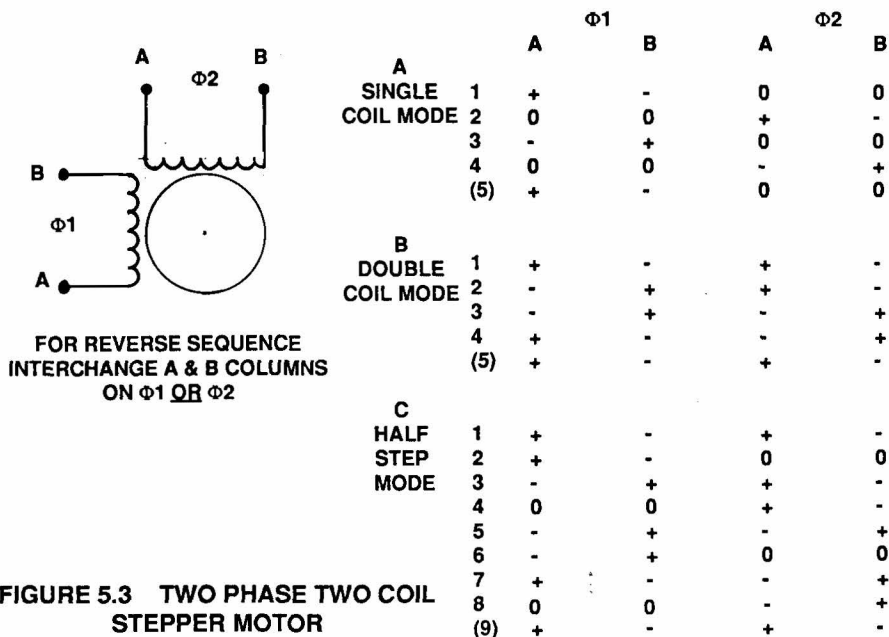 Φ1 Φ2
A B A B
A B
Φ2
B
Φ1
A
FOR REVERSE SEQUENCE
INTERCHANGE A & B COLUMNS
ON Φ1 OR Φ2
A
SINGLE 1 + - 0 0
COIL MODE 2 0 0 + -
3 - + 0 0
4 0 0 - +
(5) + - 0 0
B
DOUBLE 1 + - + -
COIL MODE 2 - + + -
3 - + - +
4 + - - +
(5) + - + -
C
HALF 1 + - + -
STEP 2 + - 0 0
MODE 3 - + + -
4 0 0 + -
5 - + - +
6 - + 0 0
7 + - - +
8 0 0 - +
(9) + - + -
FIGURE 5.3 TWO PHASE TWO COIL
STEPPER MOTOR